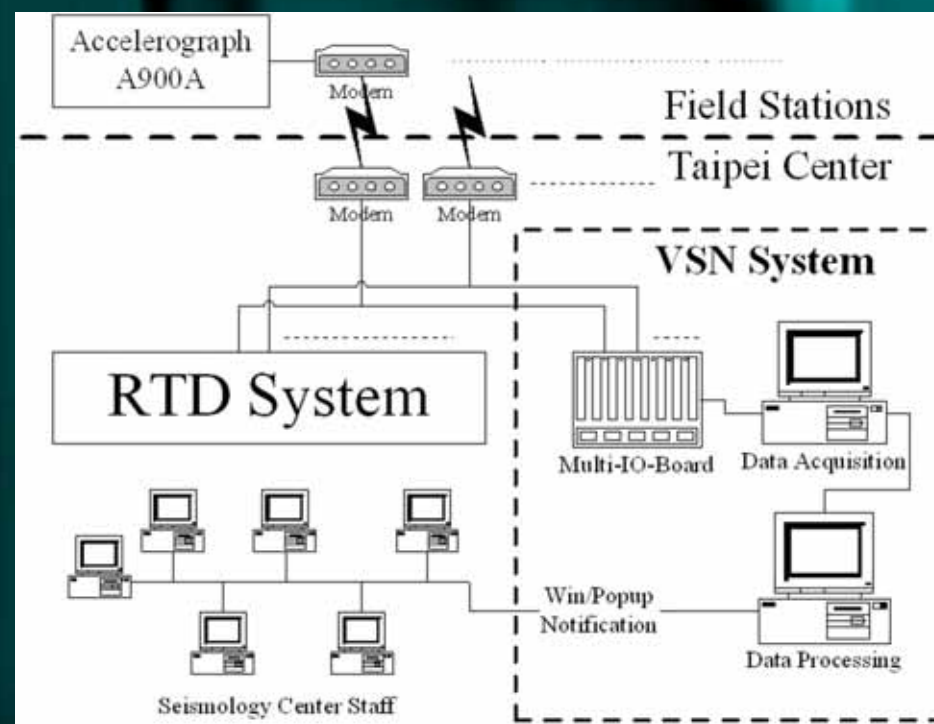 Accelerograph
A900A
Modem
Field Stations
Taipei Center
Modem
Modem
VSN System
RTD System
Multi-IO-Board
Data Acquisition
Win/Popup
Notification
Data Processing
Seismology Center Staff